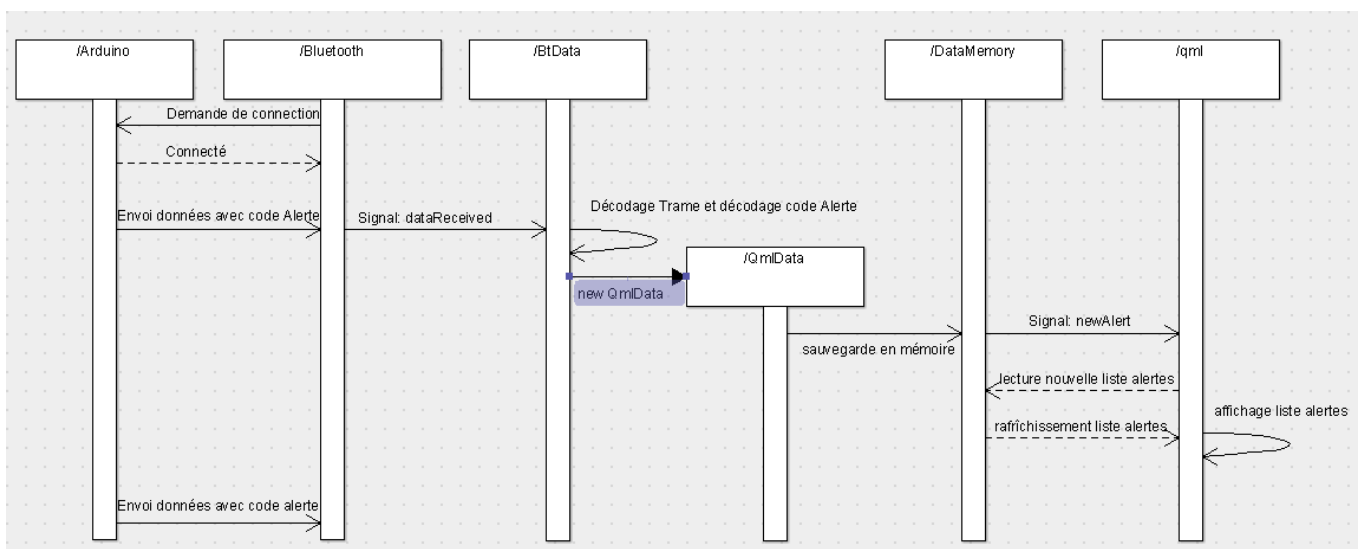 /Arduino
/Bluetooth
/BtData
/DataMemory
/qml
Demande de connection
Connecté
Envoi données avec code Alerte
Signal: dataReceived
Décodage Trame et décodage code Alerte
/QmlData
new QmlData
Signal: newAlert
sauvegarde en mémoire
lecture nouvelle liste alertes
affichage liste alertes
rafrîchissement liste alertes
Envoi données avec code alerte